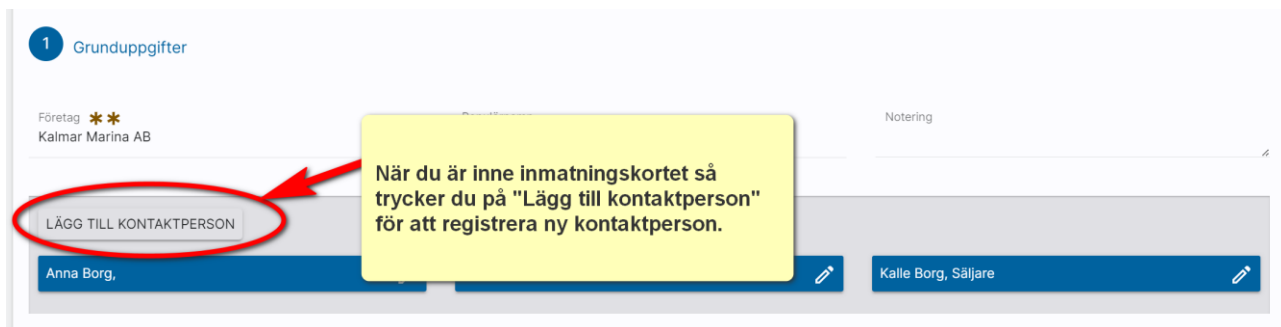 1 Grunduppgifter
Företag ✱✱
Notering
Kalmar Marina AB
När du är inne inmatningskortet så
trycker du på "Lägg till kontaktperson"
för att registrera ny kontaktperson.
LÄGG TILL KONTAKTPERSON
Anna Borg,
Kalle Borg, Säljare